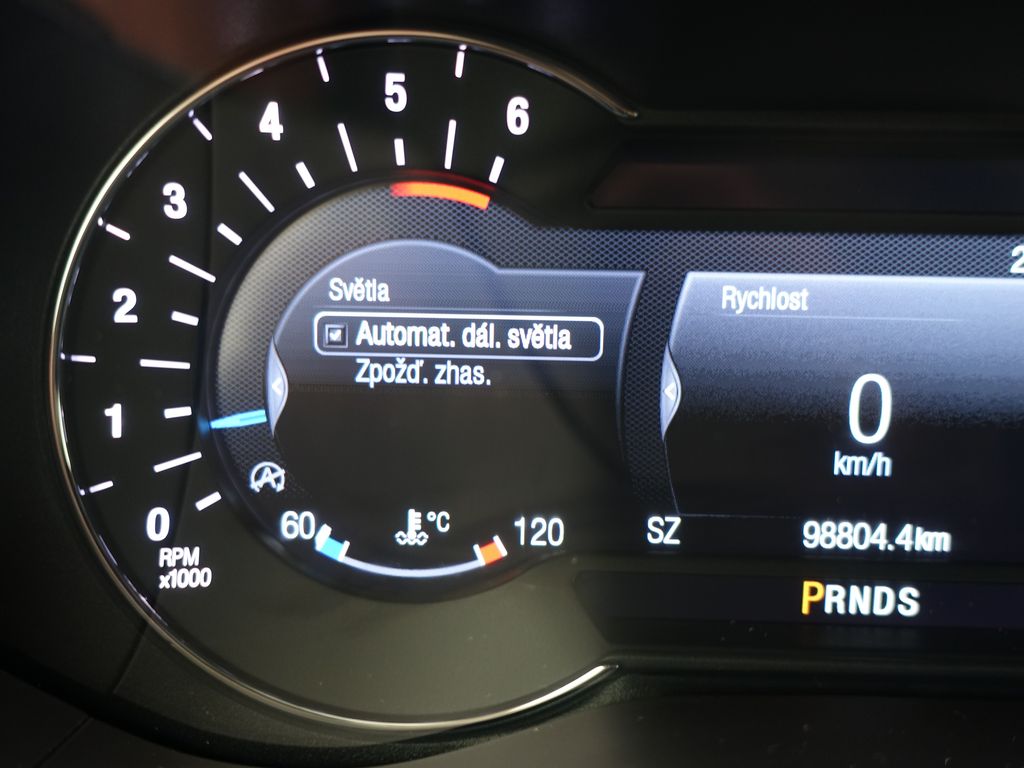 5
4
6
3
2
1
0
RPM
x1000
Světla
Automat. dál. světla
Zpožď. zhas.
60
°C
120
Rychlost
0
km/h
SZ
98804.4km
PRNDS
2